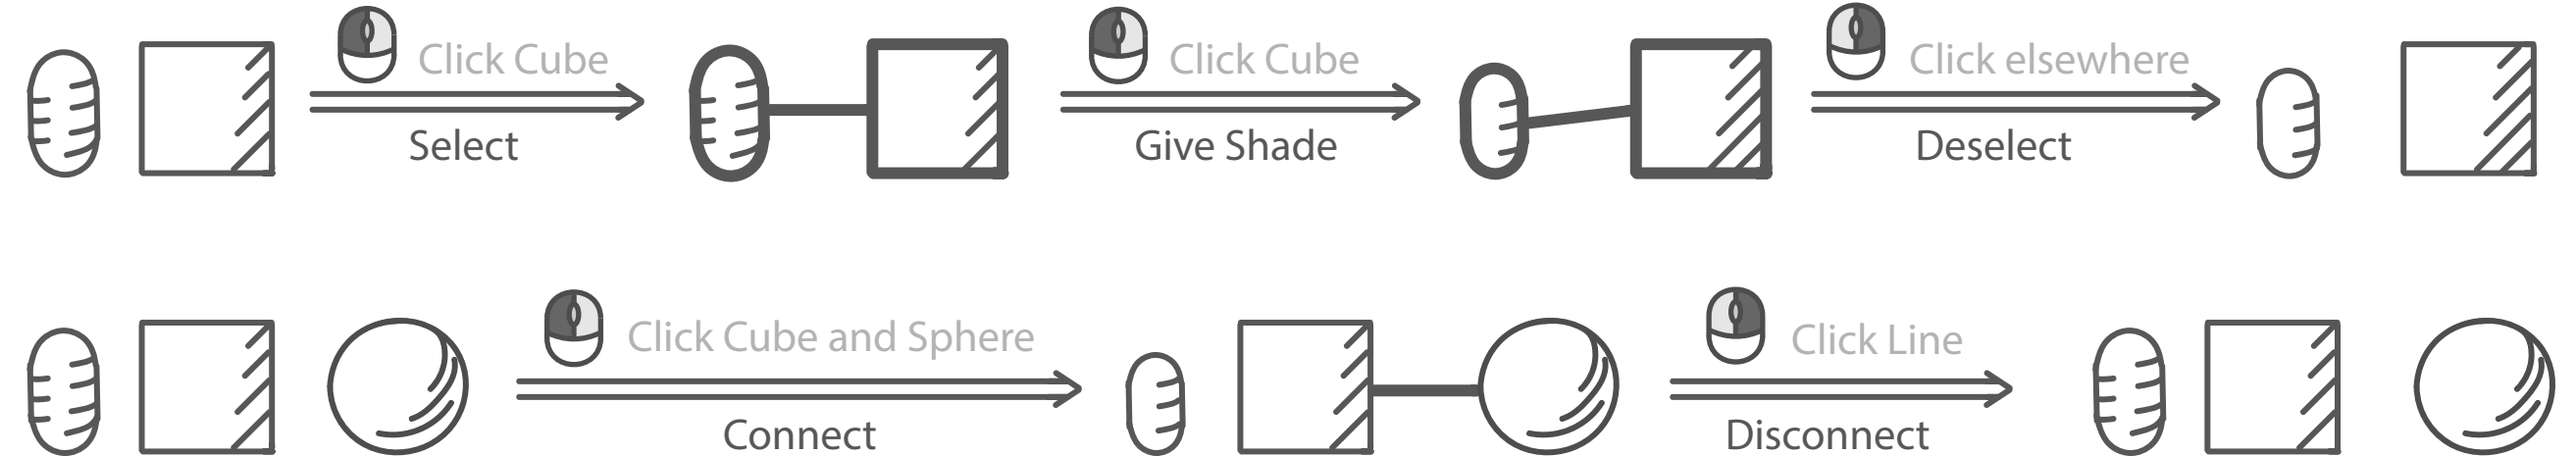 Click Cube
Select
Click Cube
Give Shade
Click elsewhere
Deselect
Click Cube and Sphere
Connect
Click Line
Disconnect